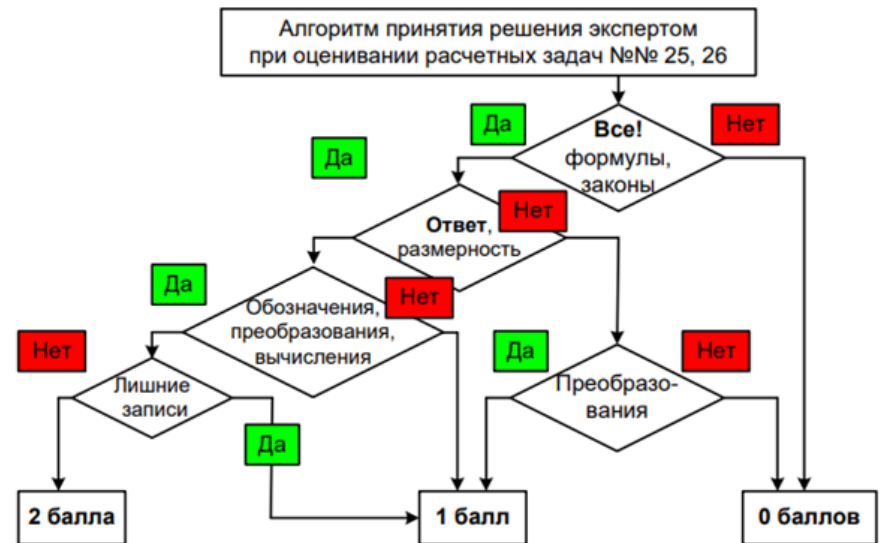 Алгоритм принятия решения экспертом
при оценивании расчетных задач №№ 25, 26
Да
Все!
формулы,
законы
Нет
Да
Ответ,
размерность
Нет
Да
Обозначения,
преобразования,
вычисления
Нет
Нет
Лишние
записи
Да
Да
Преобразо-
вания
Нет
2 балла
1 балл
0 баллов